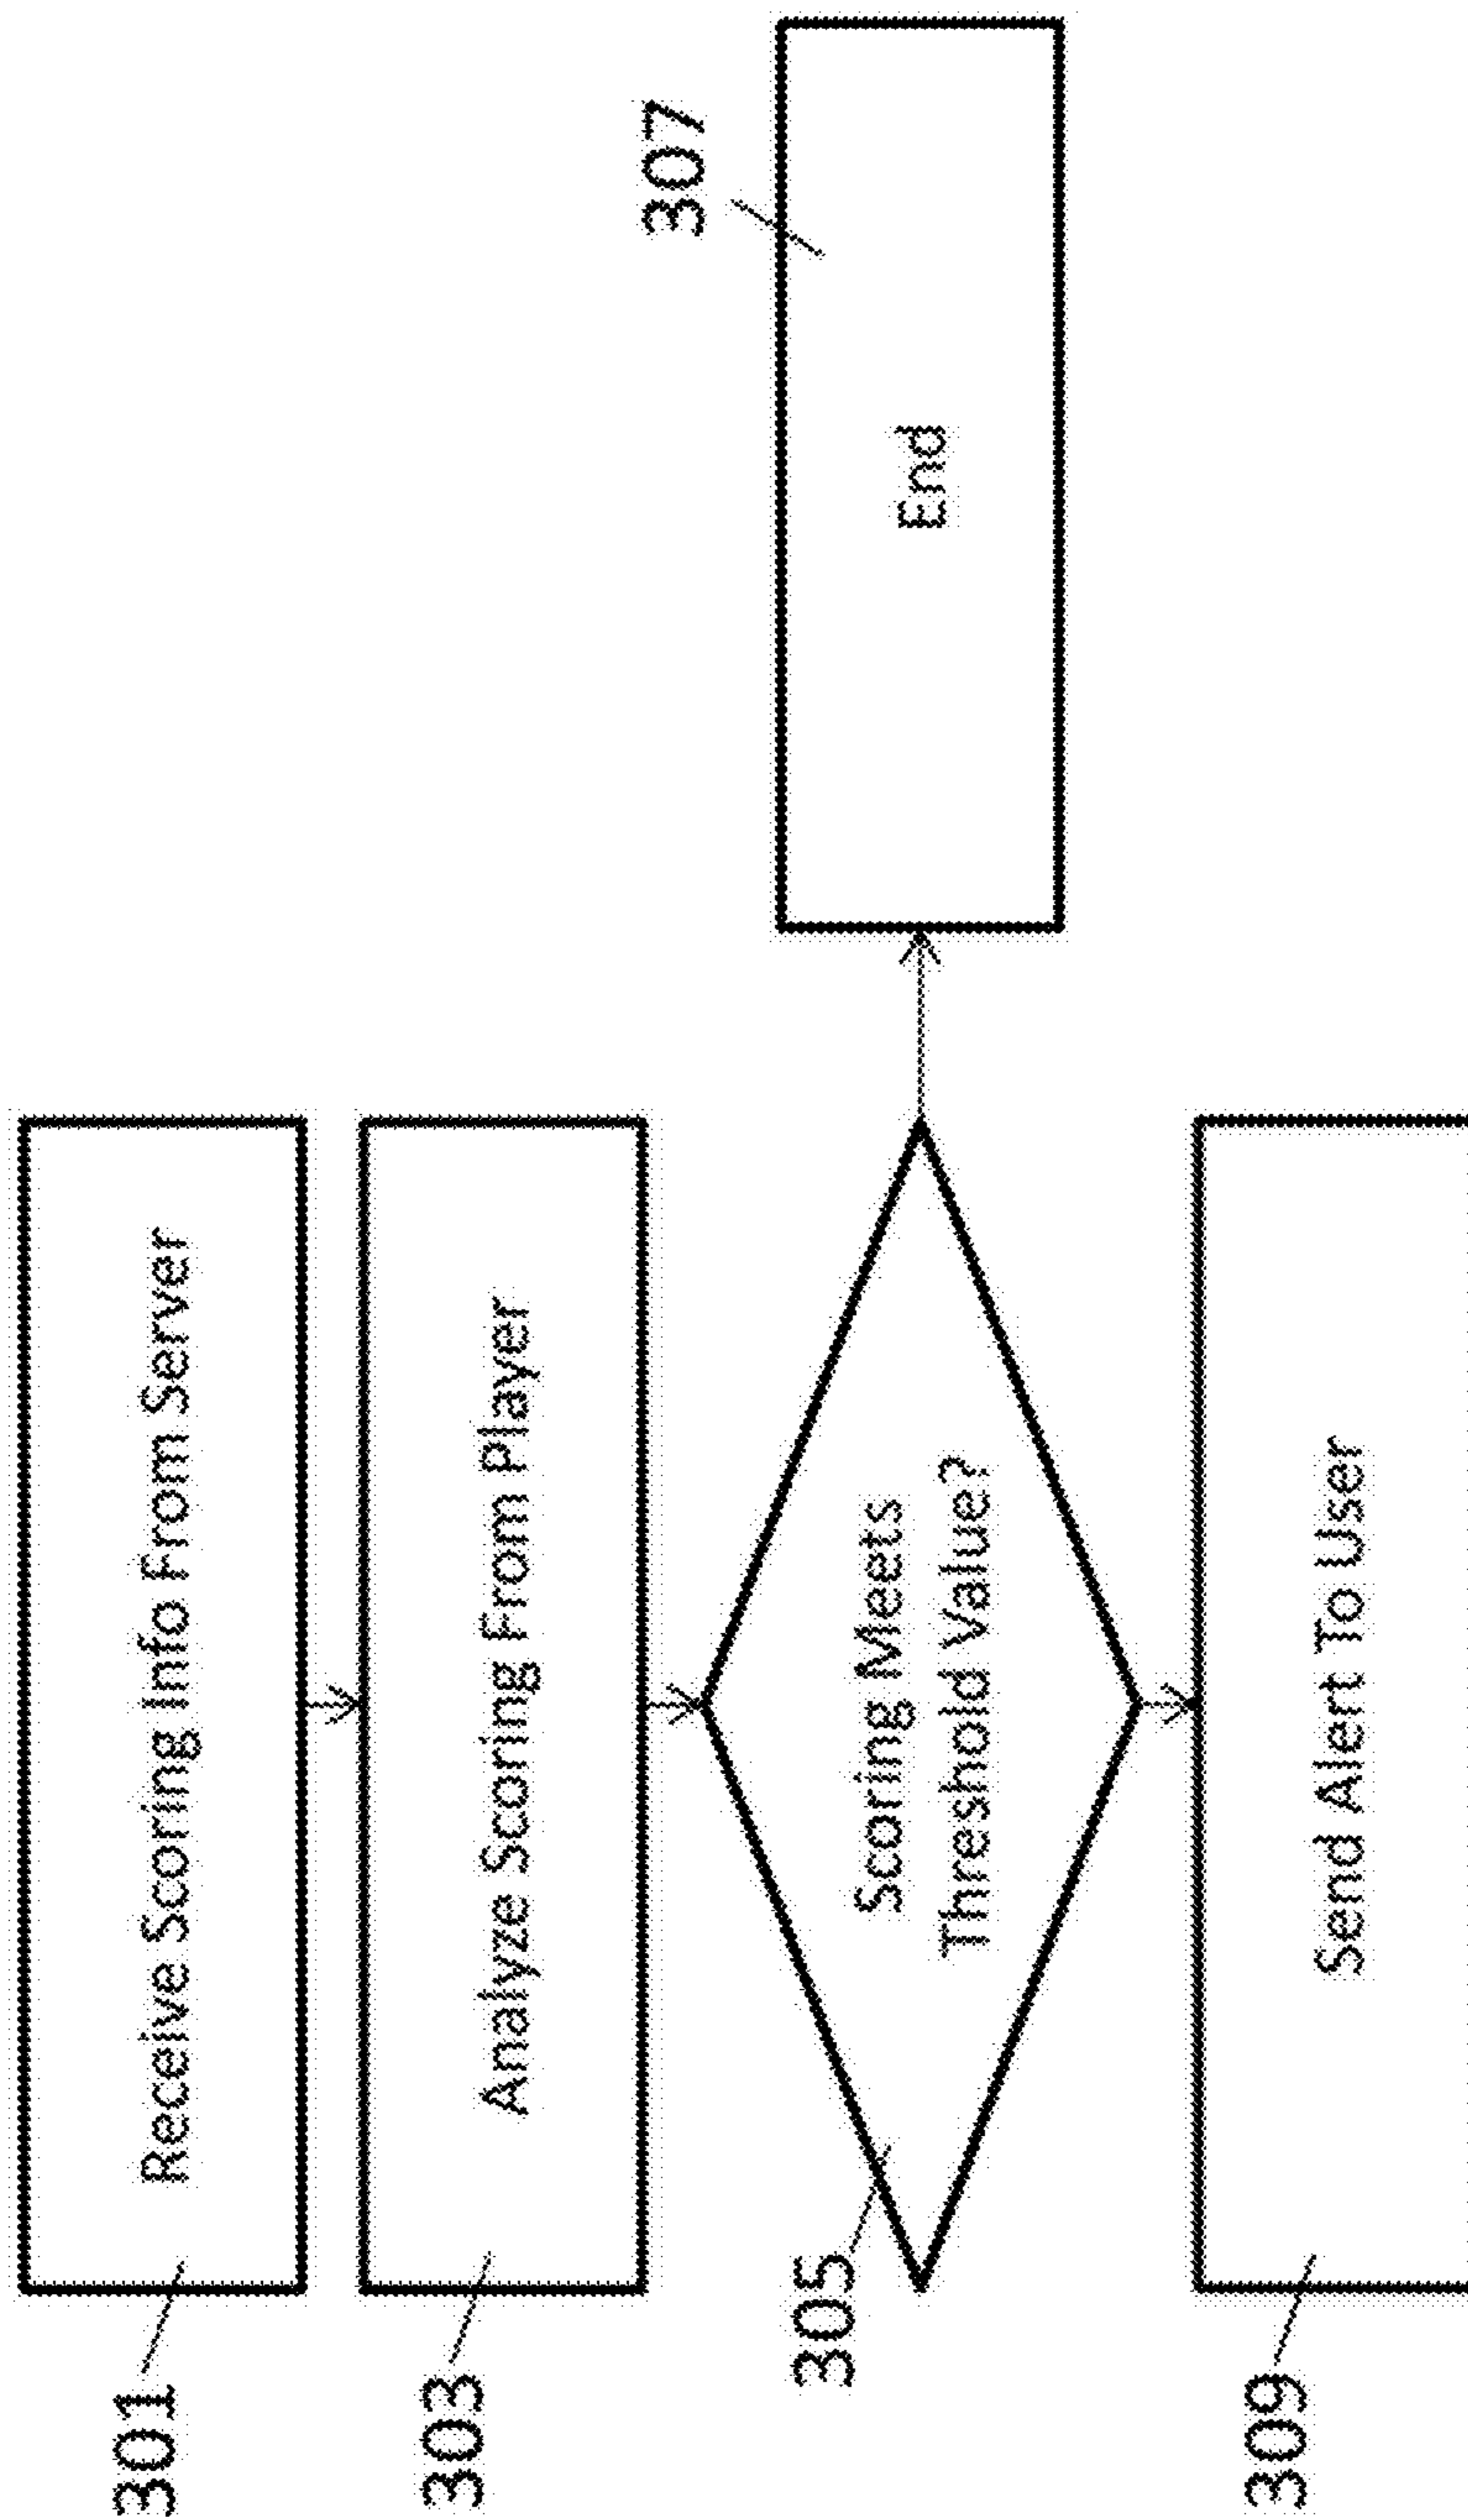 301
Receive Scoring Info From Server
303
Analyze Scoring From Player
305
Scoring Meets
Threshold Value?
307
End
309
Send Alert To User